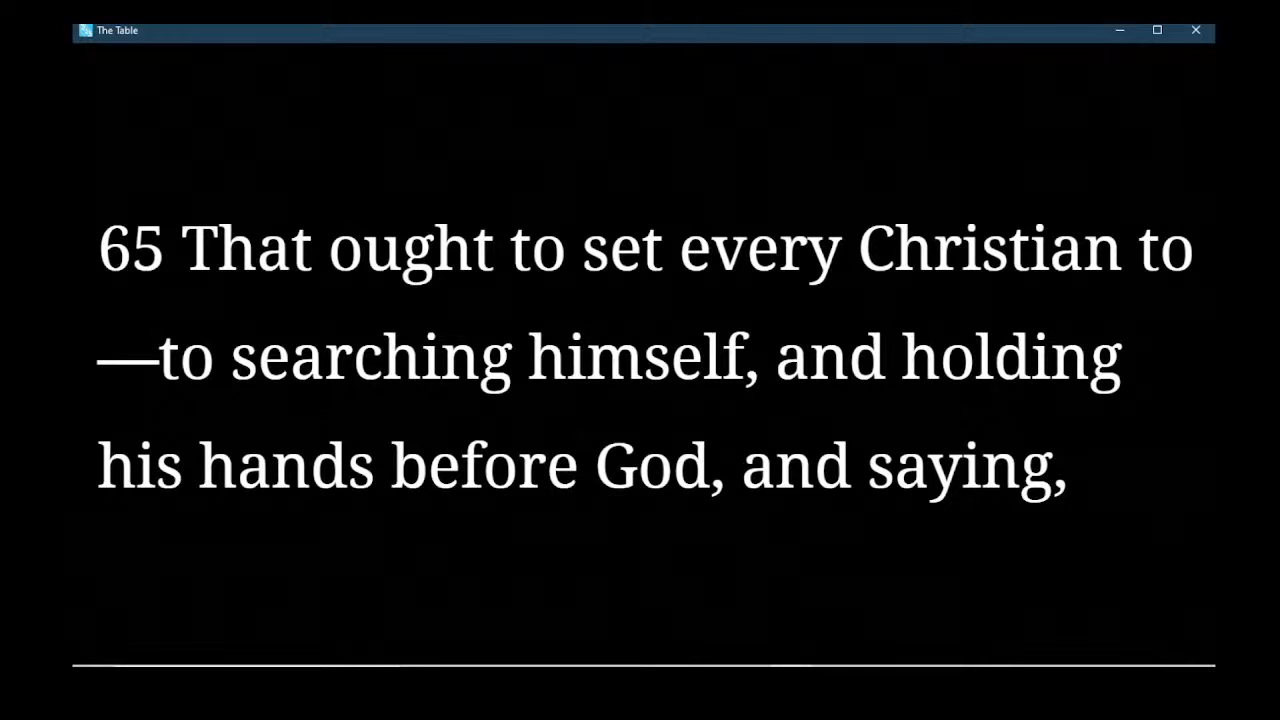 The Table
65 That ought to set every Christian to
—to searching himself, and holding
his hands before God, and saying,